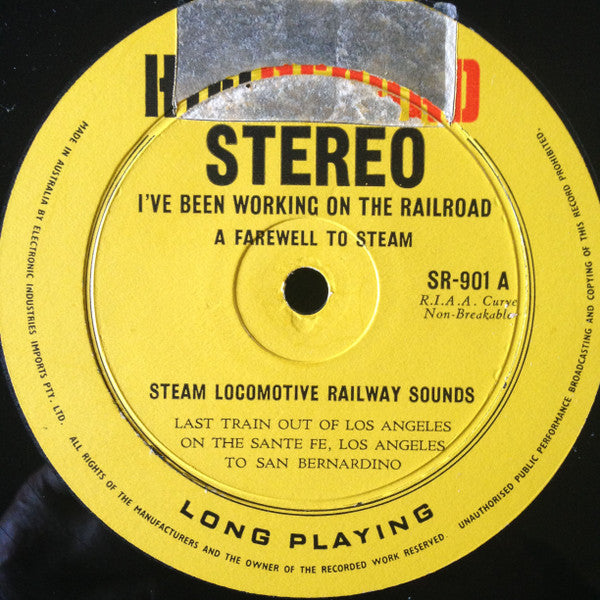 STEREO
I'VE BEEN WORKING ON THE RAILROAD
A FAREWELL TO STEAM
SR-901 A
R.I.A.A. Curve
Non-Breakable
STEAM LOCOMOTIVE RAILWAY SOUNDS
LAST TRAIN OUT OF LOS ANGELES
ON THE SANTE FE, LOS ANGELES
TO SAN BERNARDINO
LONG PLAYING
MADE IN AUSTRALIA BY ELECTRONIC INDUSTRIES IMPORTS PTY. LTD. ALL RIGHTS OF THE MANUFACTURERS AND THE OWNER OF THE RECORDED WORK RESERVED UNAUTHORISED PUBLIC PERFORMANCE BROADCASTING AND COPYING OF THIS RECORD PROHIBITED.